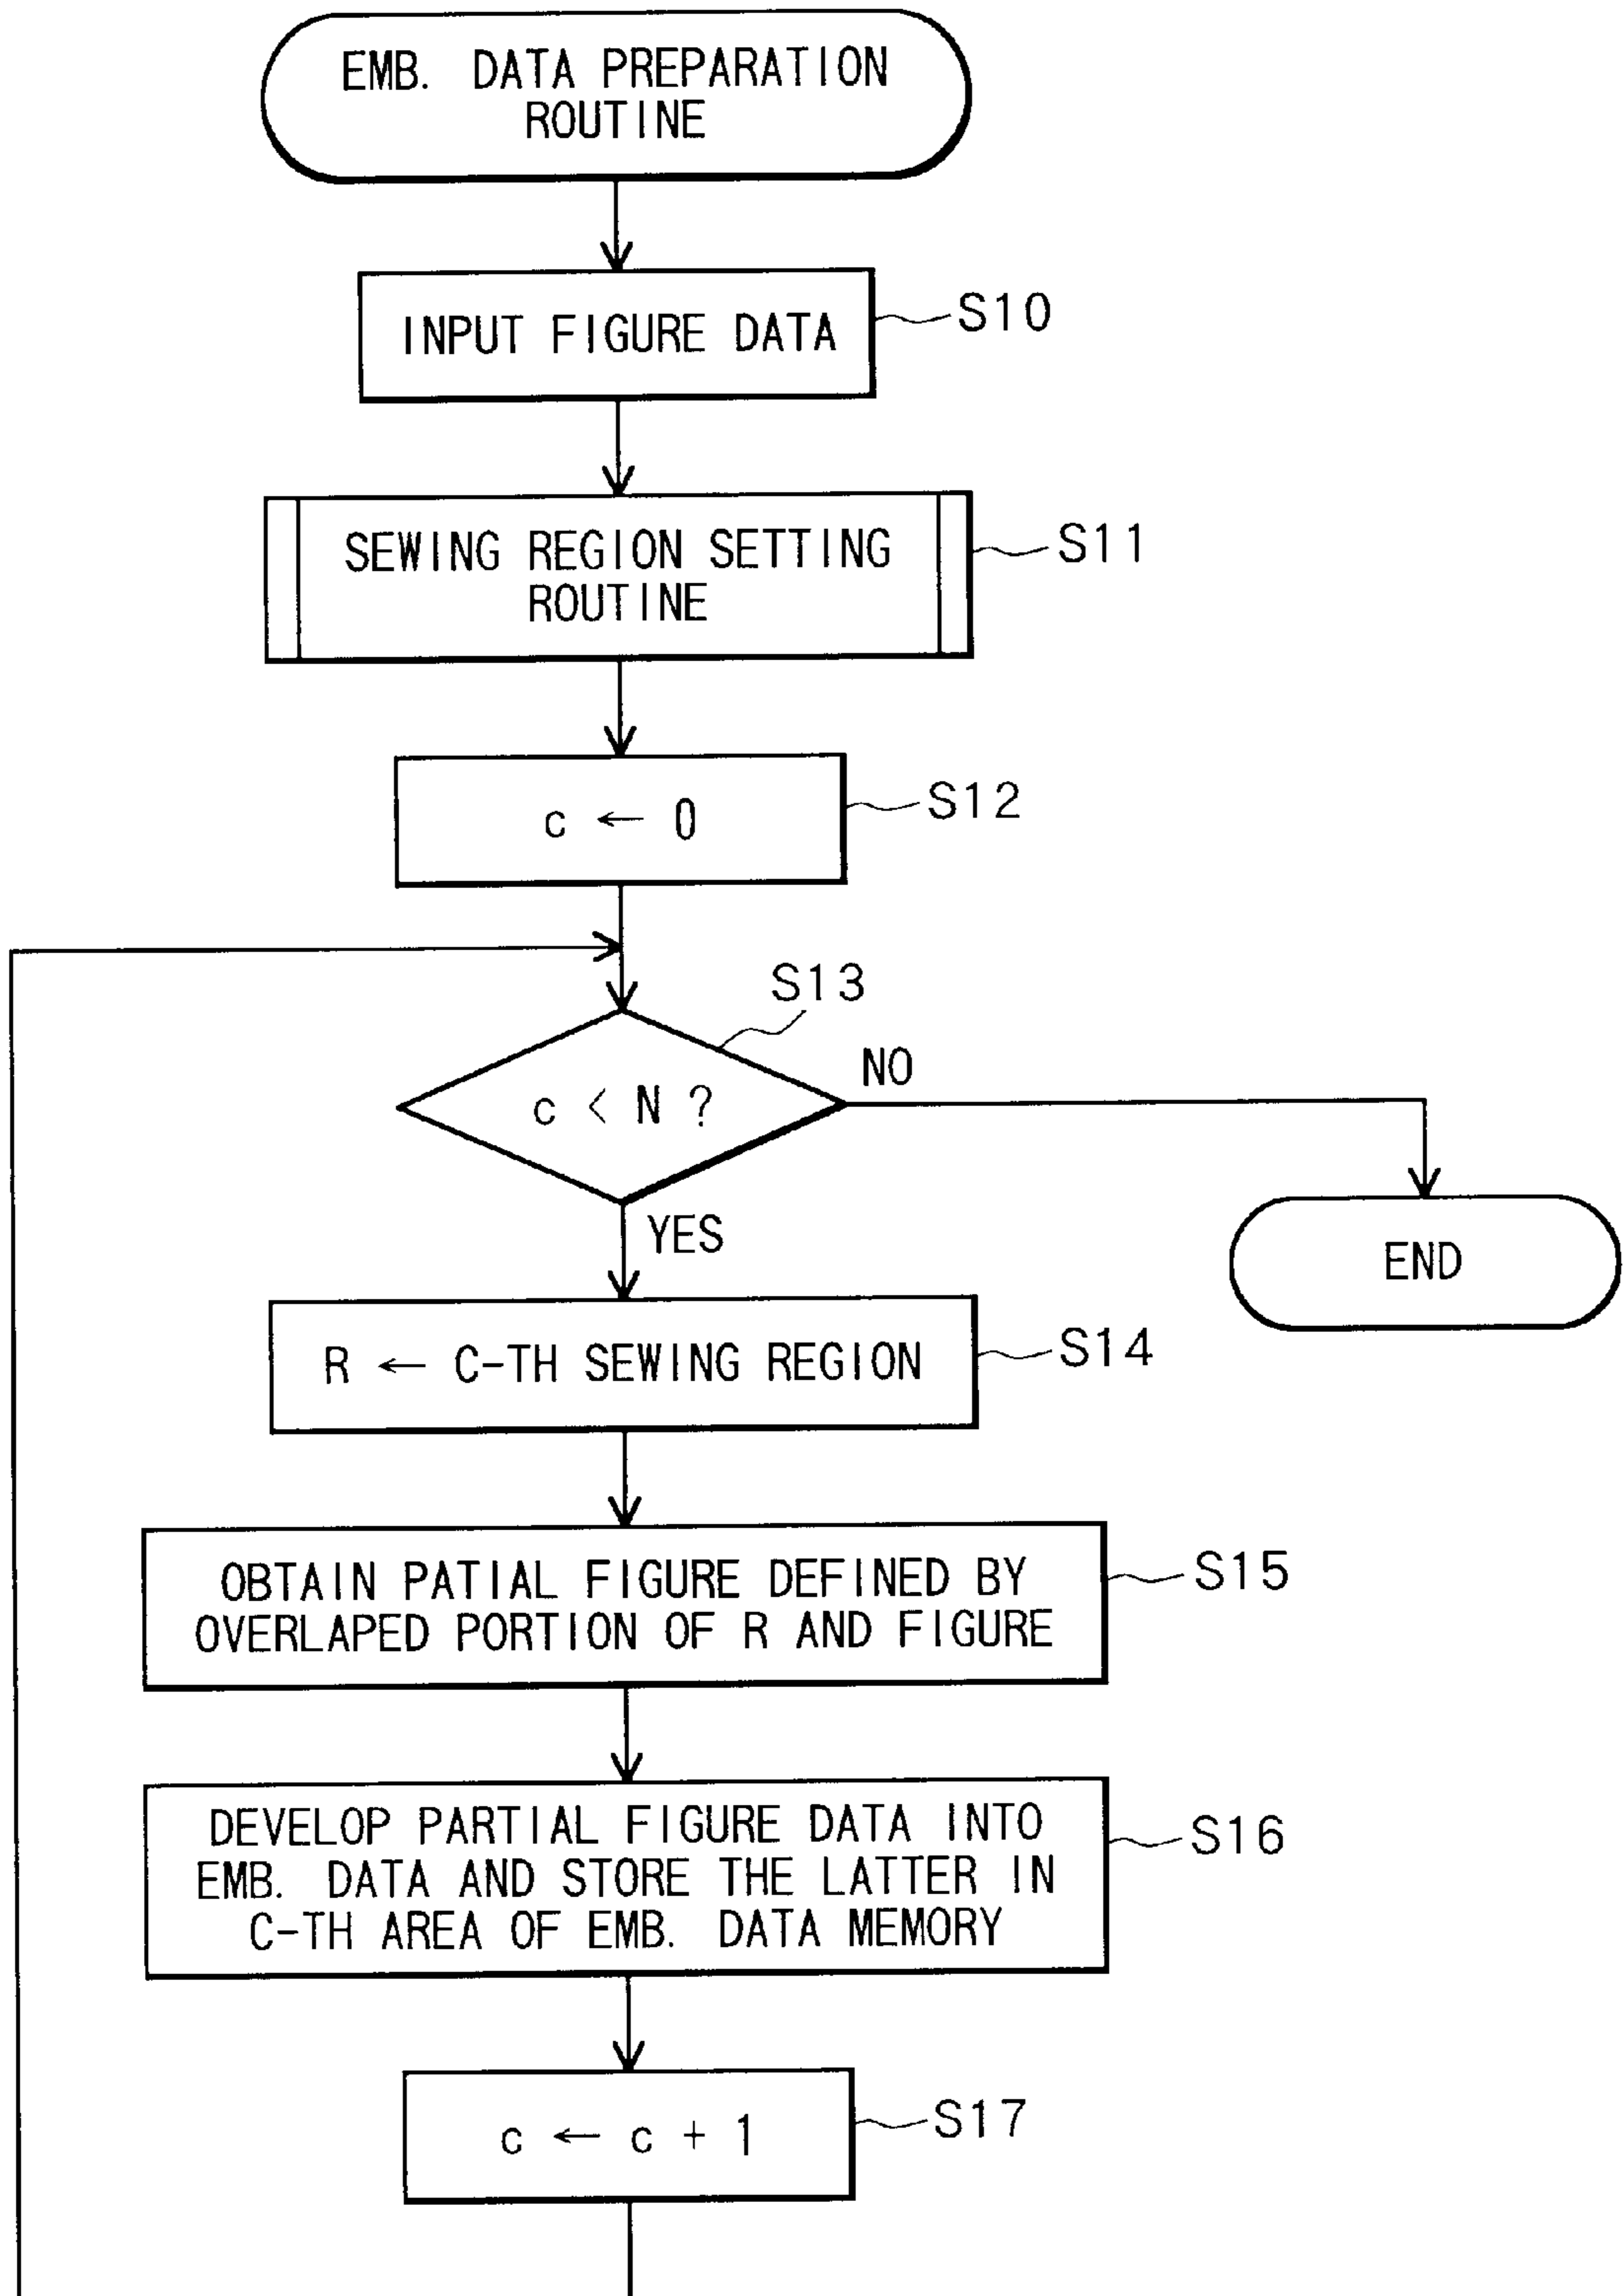 EMB. DATA PREPARATION
ROUTINE
INPUT FIGURE DATA
S10
SEWING REGION SETTING
ROUTINE
S11
c ← 0
S12
S13
c < N ?
NO
YES
END
R ← C-TH SEWING REGION
S14
OBTAIN PATIAL FIGURE DEFINED BY
OVERLAPED PORTION OF R AND FIGURE
S15
DEVELOP PARTIAL FIGURE DATA INTO
EMB. DATA AND STORE THE LATTER IN
C-TH AREA OF EMB. DATA MEMORY
S16
c ← c + 1
S17